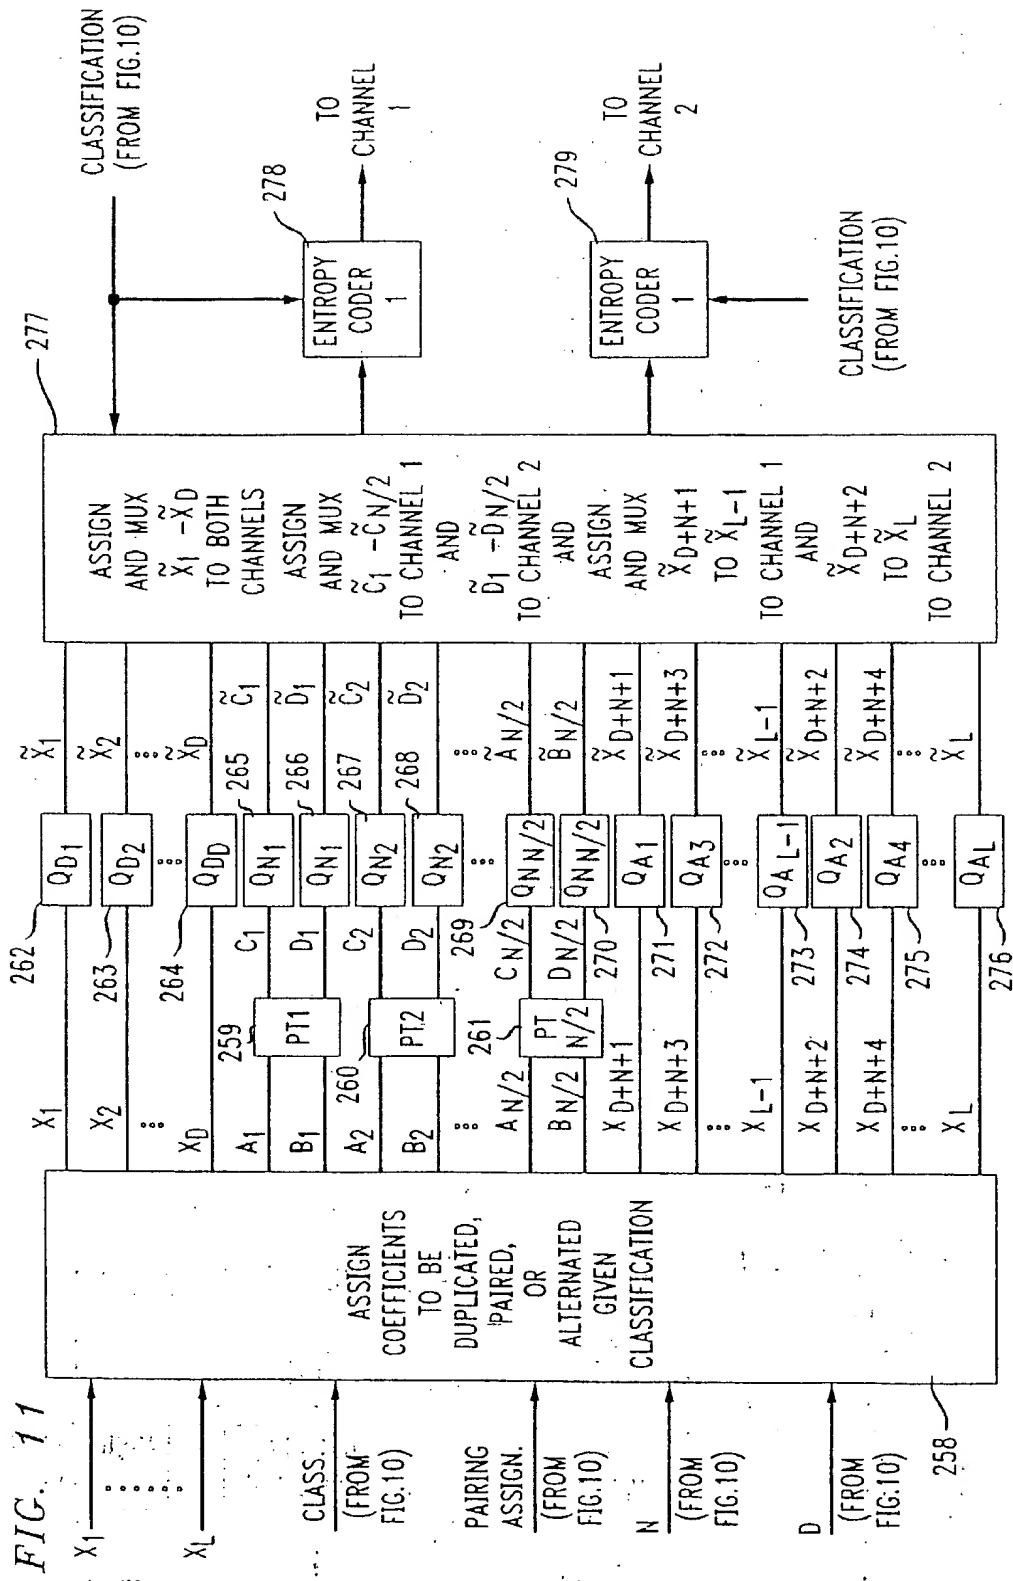 FIG. 11
X1
......
XL
CLASS.
(FROM
FIG.10)
PAIRING
ASSIGN.
(FROM
FIG.10)
N
(FROM
FIG.10)
D
(FROM
FIG.10)
258
ASSIGN
COEFFICIENTS
TO BE
DUPLICATED,
PAIRED,
OR
ALTERNATED
GIVEN
CLASSIFICATION
X1
X2
...
XD
A1
B1
A2
B2
...
AN/2
BN/2
XD+N+1
XD+N+3
...
XL-1
XD+N+2
XD+N+4
...
XL
259
PT1
260
PT2
261
PT
N/2
C1
D1
C2
D2
CN/2
DN/2
262
QD1
263
QD2
...
264
QDD
265
QN1
266
QN1
267
QN2
268
QN2
...
269
QNN/2
270
QNN/2
271
QA1
272
QA3
...
273
QAL-1
274
QA2
275
QA4
...
276
QAL
X̃1
X̃2
...
X̃D
C̃1
D̃1
C̃2
D̃2
...
ÃN/2
B̃N/2
X̃D+N+1
X̃D+N+3
...
X̃L-1
X̃D+N+2
X̃D+N+4
...
X̃L
277
ASSIGN
AND MUX
X̃1 -X̃D
TO BOTH
CHANNELS
ASSIGN
AND MUX
C̃1 -C̃N/2
TO CHANNEL 1
AND
D̃1 -D̃N/2
TO CHANNEL 2
AND
ASSIGN
AND MUX
X̃D+N+1
TO X̃L-1
TO CHANNEL 1
AND
X̃D+N+2
TO X̃L
TO CHANNEL 2
CLASSIFICATION
(FROM FIG.10)
278
ENTROPY
CODER
1
TO
CHANNEL
1
279
ENTROPY
CODER
1
TO
CHANNEL
2
CLASSIFICATION
(FROM FIG.10)